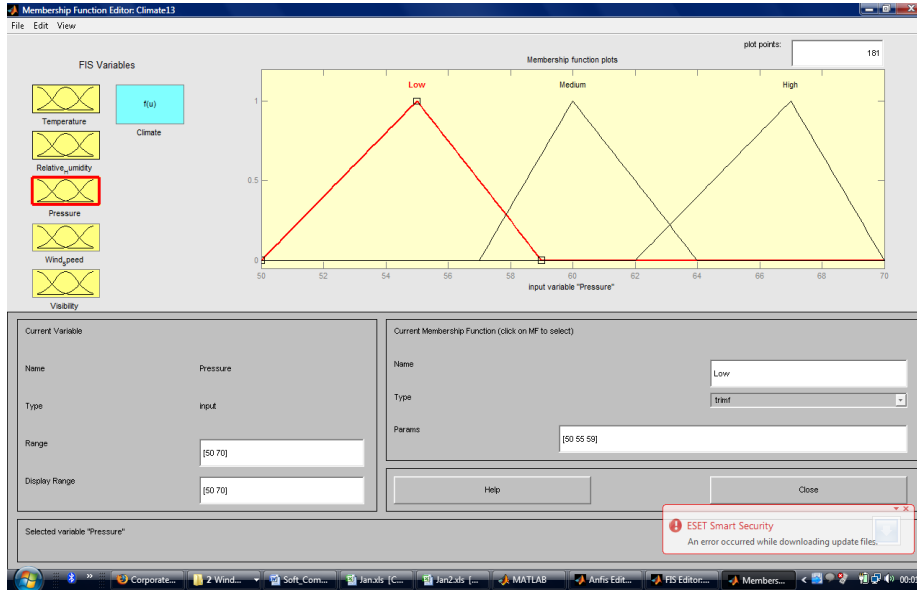 Membership Function Editor: Climate13
File Edit View
plot points:
181
FIS Variables
Membership function plots
Temperature
f(u)
Climate
Relative_Humidity
Pressure
Wind_Speed
Visibility
Low Medium High
1
0.5
0
50 52 54 56 58 60 62 64 66 68 70
input variable "Pressure"
Current Variable
Name Pressure
Type input
Range [50 70]
Display Range [50 70]
Current Membership Function (click on MF to select)
Name Low
Type trimf
Params [50 55 59]
Help Close
Selected variable "Pressure"
ESET Smart Security
An error occurred while downloading update files.
Corporate... 2 Wind... Soft_Com... Jan.xls [C... Jan2.xls [... MATLAB Anfis Edit... FIS Editor:... Members...